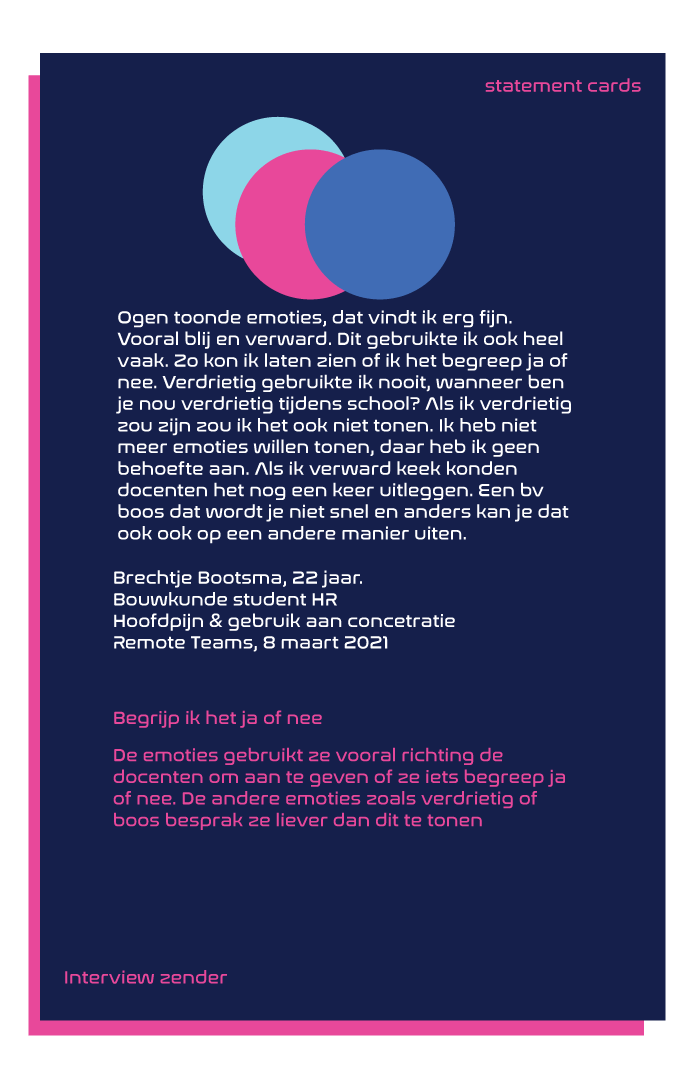 statement cards
Ogen toonde emoties, dat vindt ik erg fijn.
Vooral blij en verward. Dit gebruikte ik ook heel
vaak. Zo kon ik laten zien of ik het begreep ja of
nee. Verdrietig gebruikte ik nooit, wanneer ben
je nou verdrietig tijdens school? Als ik verdrietig
zou zijn zou ik het ook niet tonen. Ik heb niet
meer emoties willen tonen, daar heb ik geen
behoefte aan. Als ik verward keek konden
docenten het nog een keer uitleggen. Een bv
boos dat wordt je niet snel en anders kan je dat
ook ook op een andere manier uiten.
Brechtje Bootsma, 22 jaar.
Bouwkunde student HR
Hoofdpijn & gebruik aan concetratie
Remote Teams, 8 maart 2021
Begrijp ik het ja of nee
De emoties gebruikt ze vooral richting de
docenten om aan te geven of ze iets begreep ja
of nee. De andere emoties zoals verdrietig of
boos besprak ze liever dan dit te tonen
Interview zender